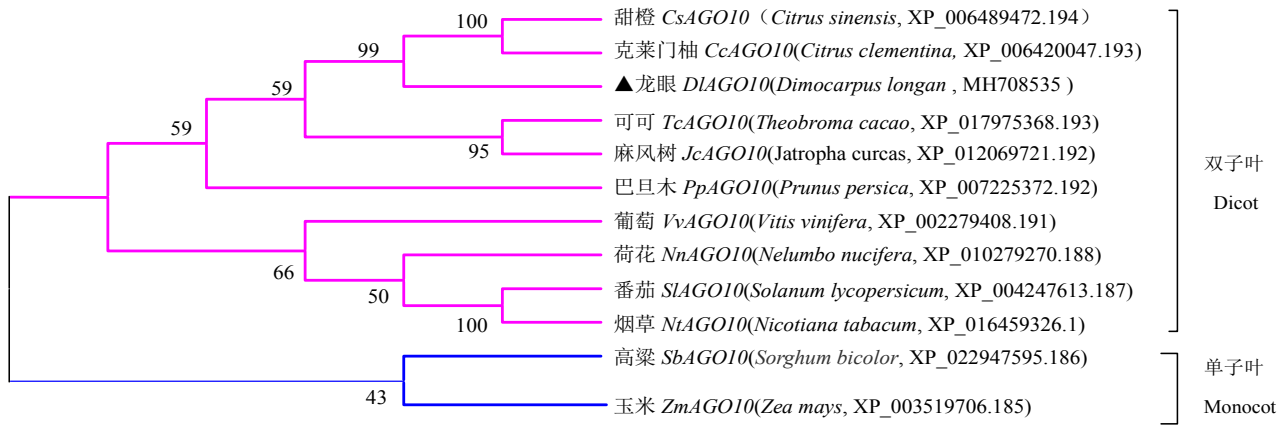 甜橙 CsAGO10（Citrus sinensis, XP_006489472.194）
100
克莱门柚 CcAGO10(Citrus clementina, XP_006420047.193)
99
▲龙眼 DlAGO10(Dimocarpus longan , MH708535 )
59
可可 TcAGO10(Theobroma cacao, XP_017975368.193)
59
95
麻风树 JcAGO10(Jatropha curcas, XP_012069721.192)
双子叶
Dicot
巴旦木 PpAGO10(Prunus persica, XP_007225372.192)
葡萄 VvAGO10(Vitis vinifera, XP_002279408.191)
荷花 NnAGO10(Nelumbo nucifera, XP_010279270.188)
66
番茄 SlAGO10(Solanum lycopersicum, XP_004247613.187)
50
烟草 NtAGO10(Nicotiana tabacum, XP_016459326.1)
100
高粱 SbAGO10(Sorghum bicolor, XP_022947595.186)
单子叶
Monocot
43
玉米 ZmAGO10(Zea mays, XP_003519706.185)